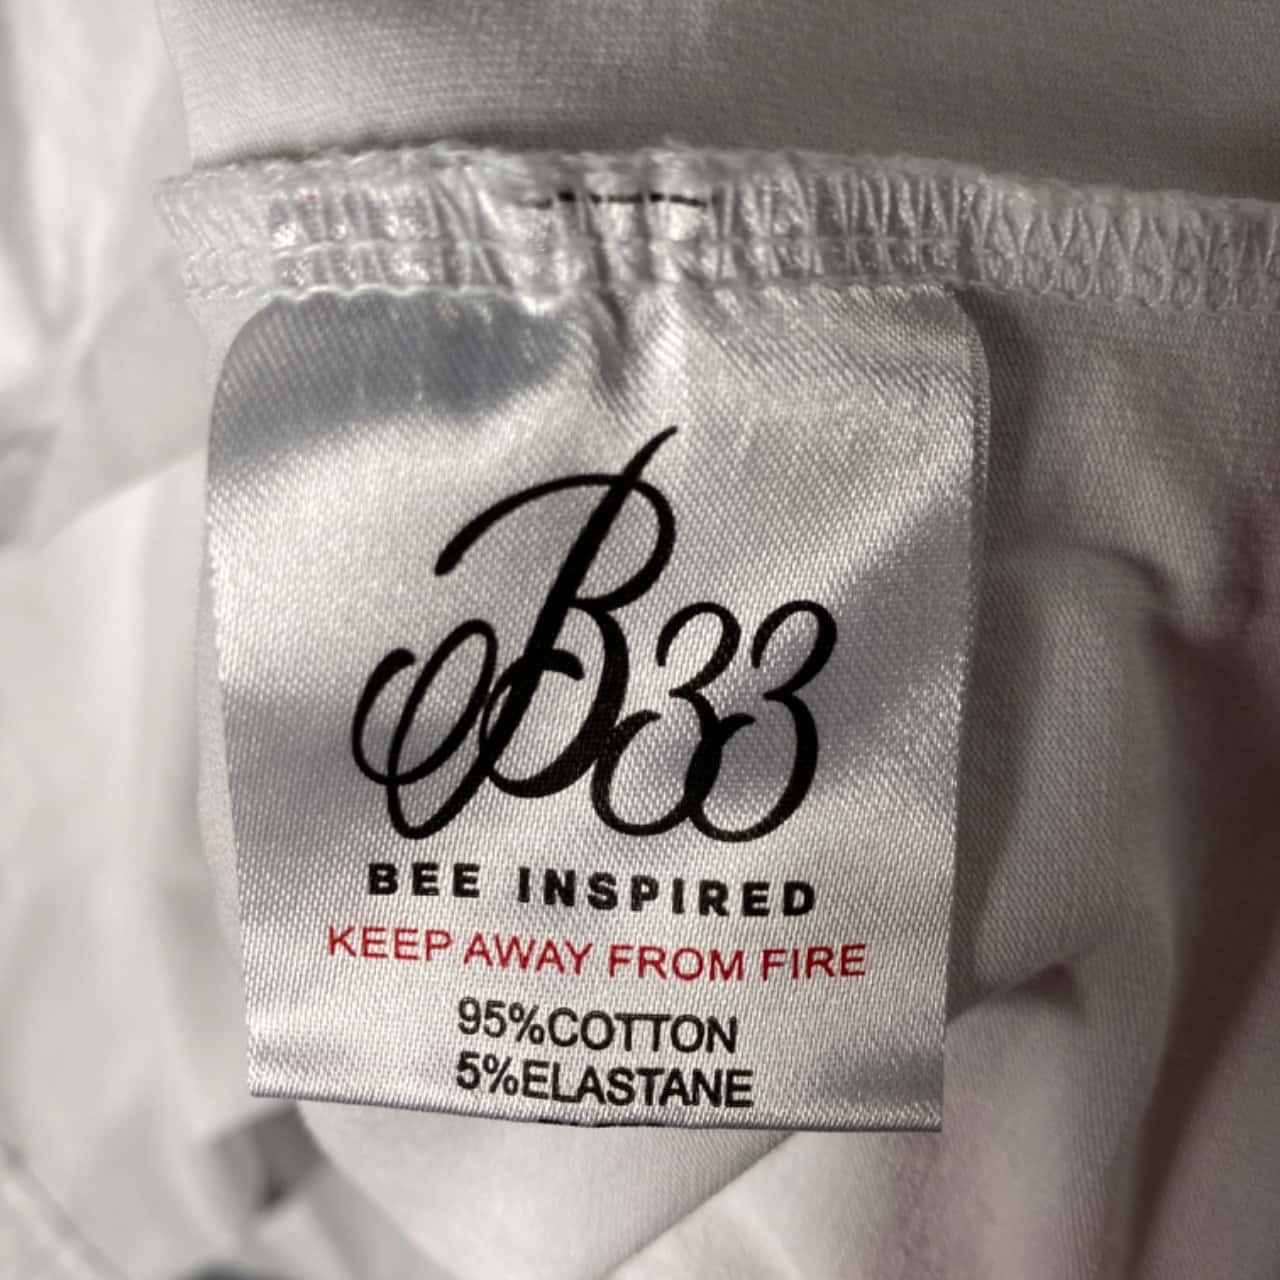 B33
BEE INSPIRED
KEEP AWAY FROM FIRE
95%COTTON
5%ELASTANE